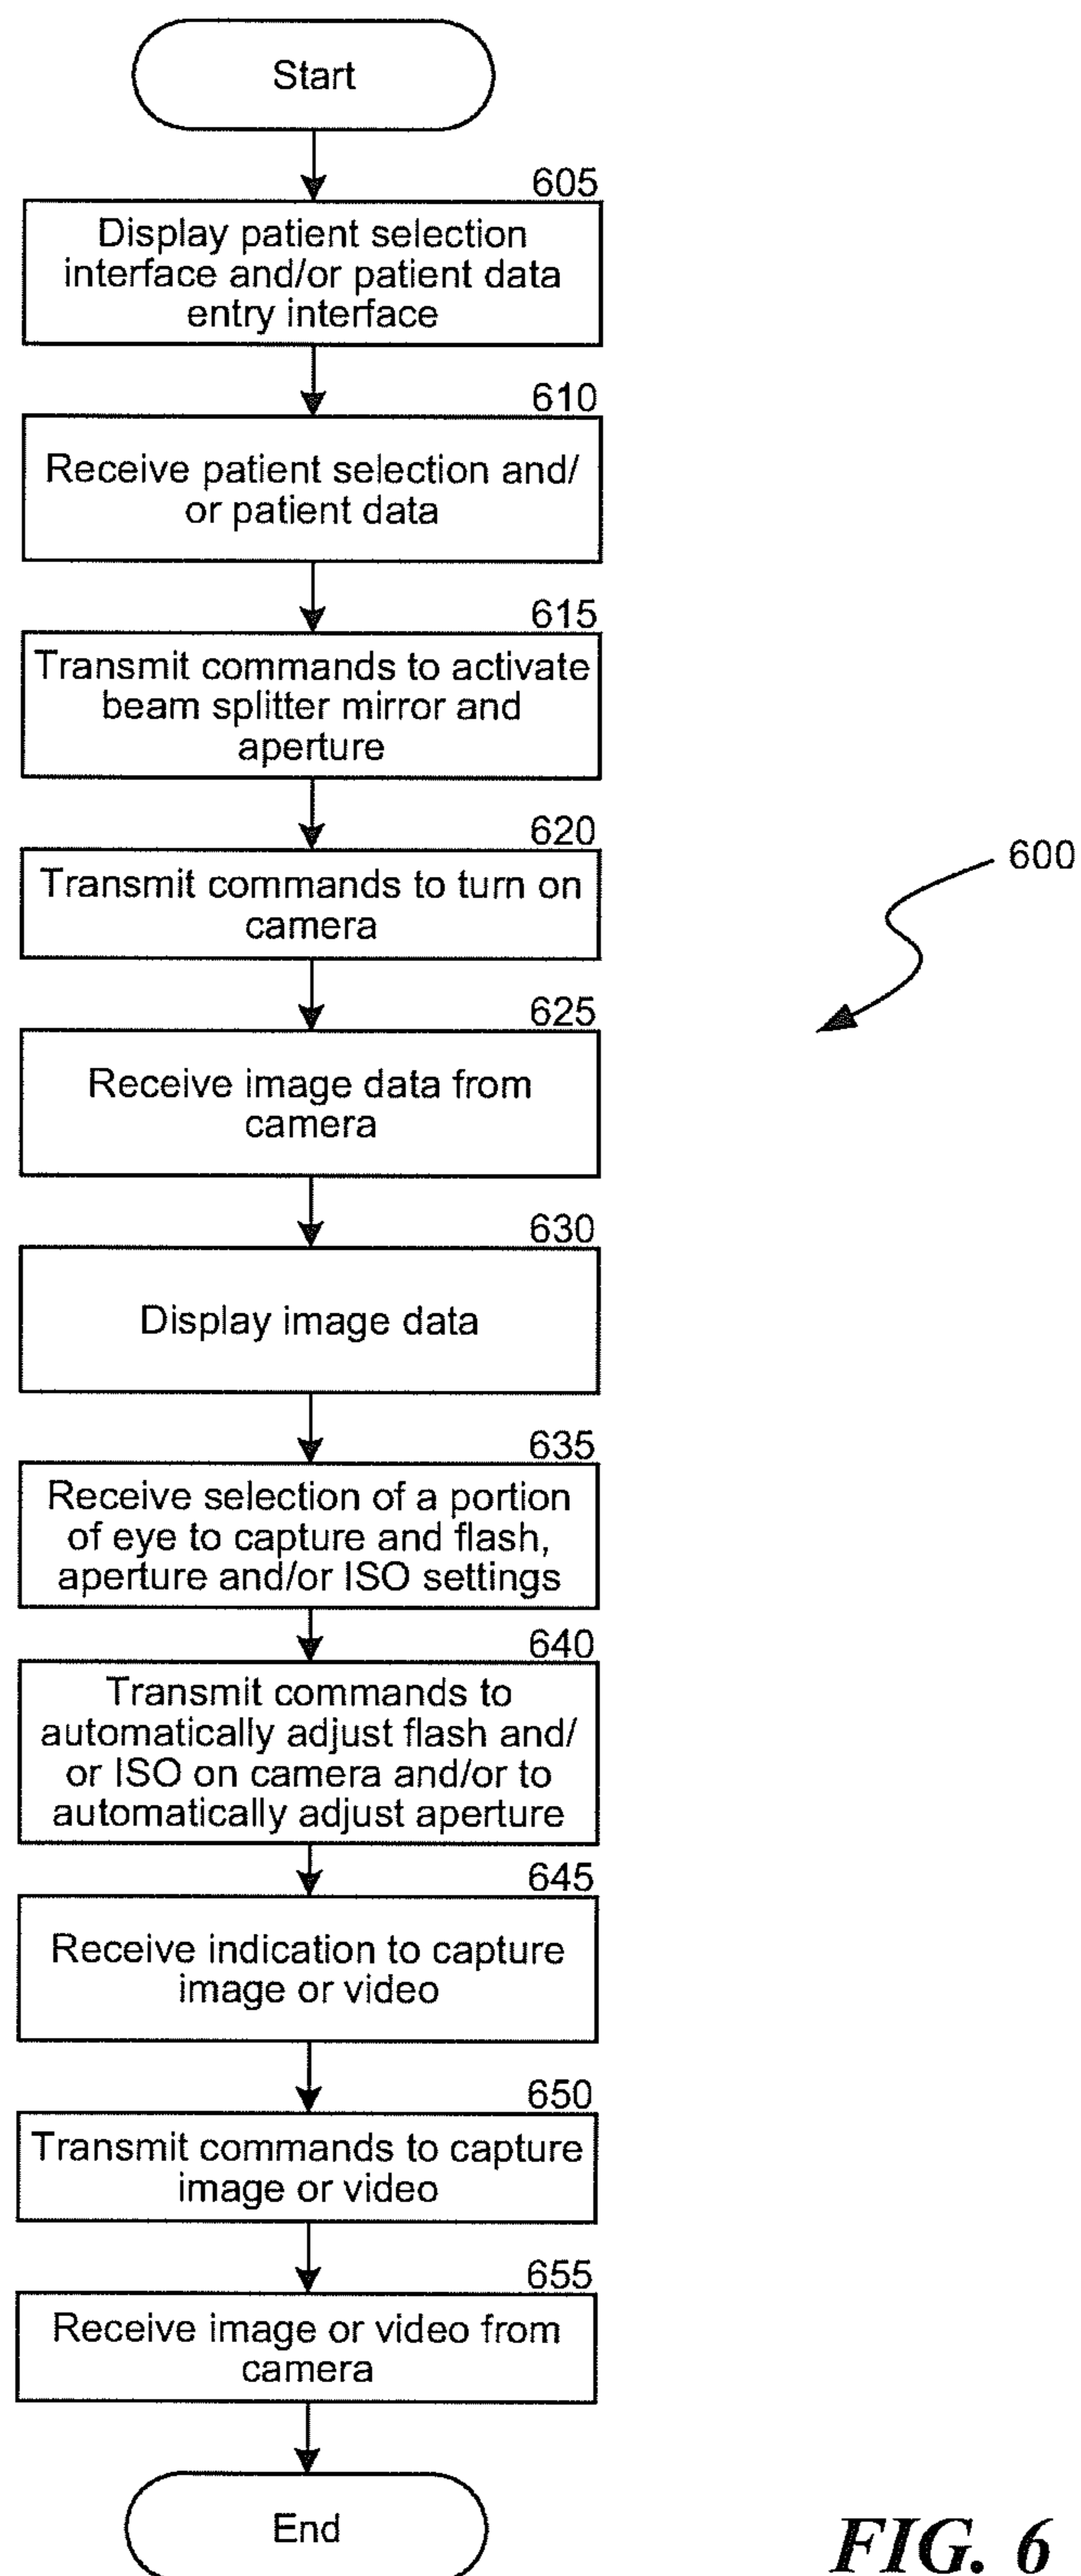 Start
605
Display patient selection
interface and/or patient data
entry interface
610
Receive patient selection and/
or patient data
615
Transmit commands to activate
beam splitter mirror and
aperture
620
Transmit commands to turn on
camera
600
625
Receive image data from
camera
630
Display image data
635
Receive selection of a portion
of eye to capture and flash,
aperture and/or ISO settings
640
Transmit commands to
automatically adjust flash and/
or ISO on camera and/or to
automatically adjust aperture
645
Receive indication to capture
image or video
650
Transmit commands to capture
image or video
655
Receive image or video from
camera
End
FIG. 6